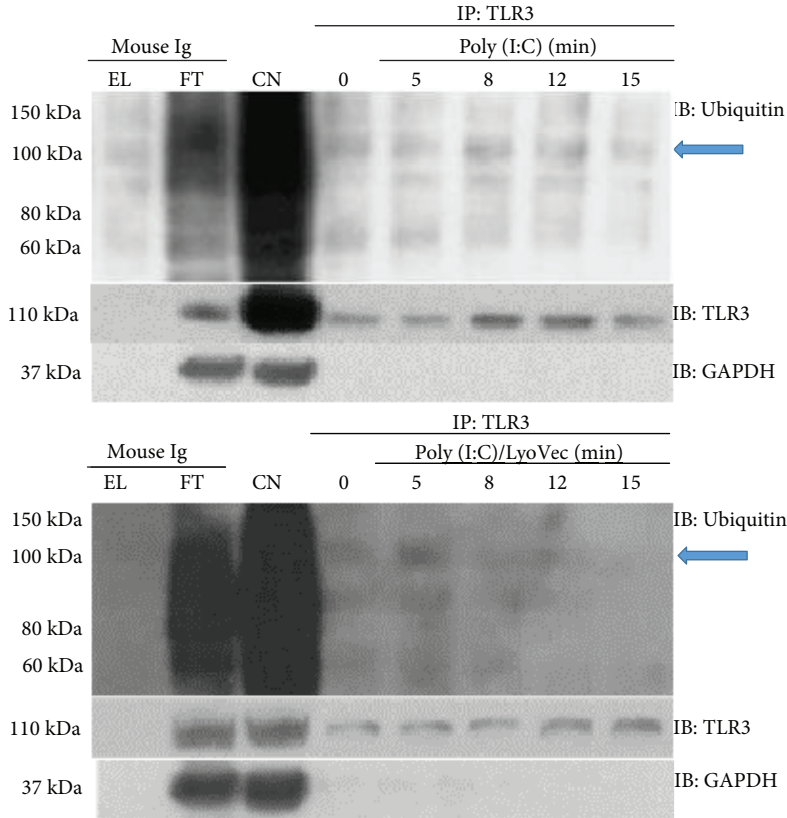 IP: TLR3
Mouse Ig Poly (I:C) (min)
EL FT CN 0 5 8 12 15
150 kDa IB: Ubiquitin
100 kDa
80 kDa
60 kDa
110 kDa IB: TLR3
37 kDa IB: GAPDH
IP: TLR3
Mouse Ig Poly (I:C)/LyoVec (min)
EL FT CN 0 5 8 12 15
150 kDa IB: Ubiquitin
100 kDa
80 kDa
60 kDa
110 kDa IB: TLR3
37 kDa IB: GAPDH